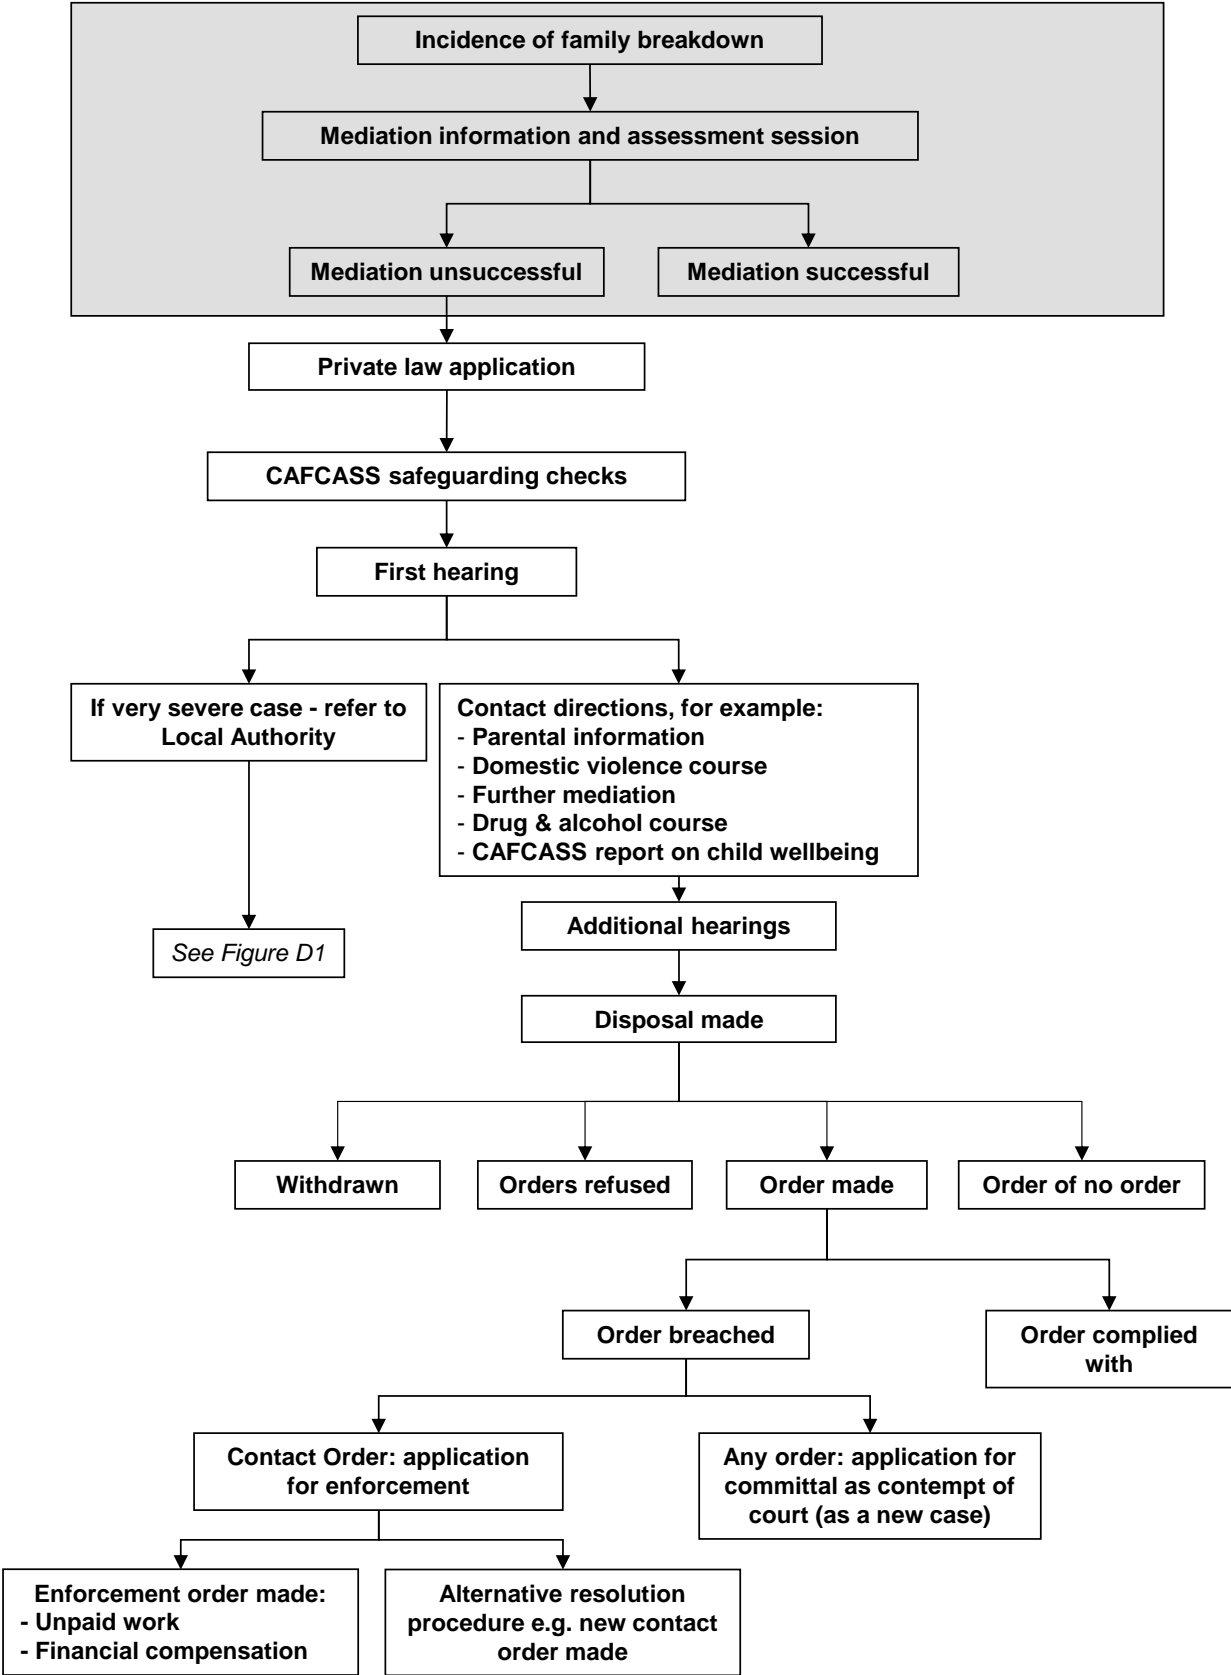 Incidence of family breakdown
Mediation information and assessment session
Mediation unsuccessful
Mediation successful
Private law application
CAFCASS safeguarding checks
First hearing
If very severe case - refer to
Local Authority
Contact directions, for example:
- Parental information
- Domestic violence course
- Further mediation
- Drug & alcohol course
- CAFCASS report on child wellbeing
See Figure D1
Additional hearings
Disposal made
Withdrawn
Orders refused
Order made
Order of no order
Order breached
Order complied
with
Contact Order: application
for enforcement
Any order: application for
committal as contempt of
court (as a new case)
Enforcement order made:
- Unpaid work
- Financial compensation
Alternative resolution
procedure e.g. new contact
order made